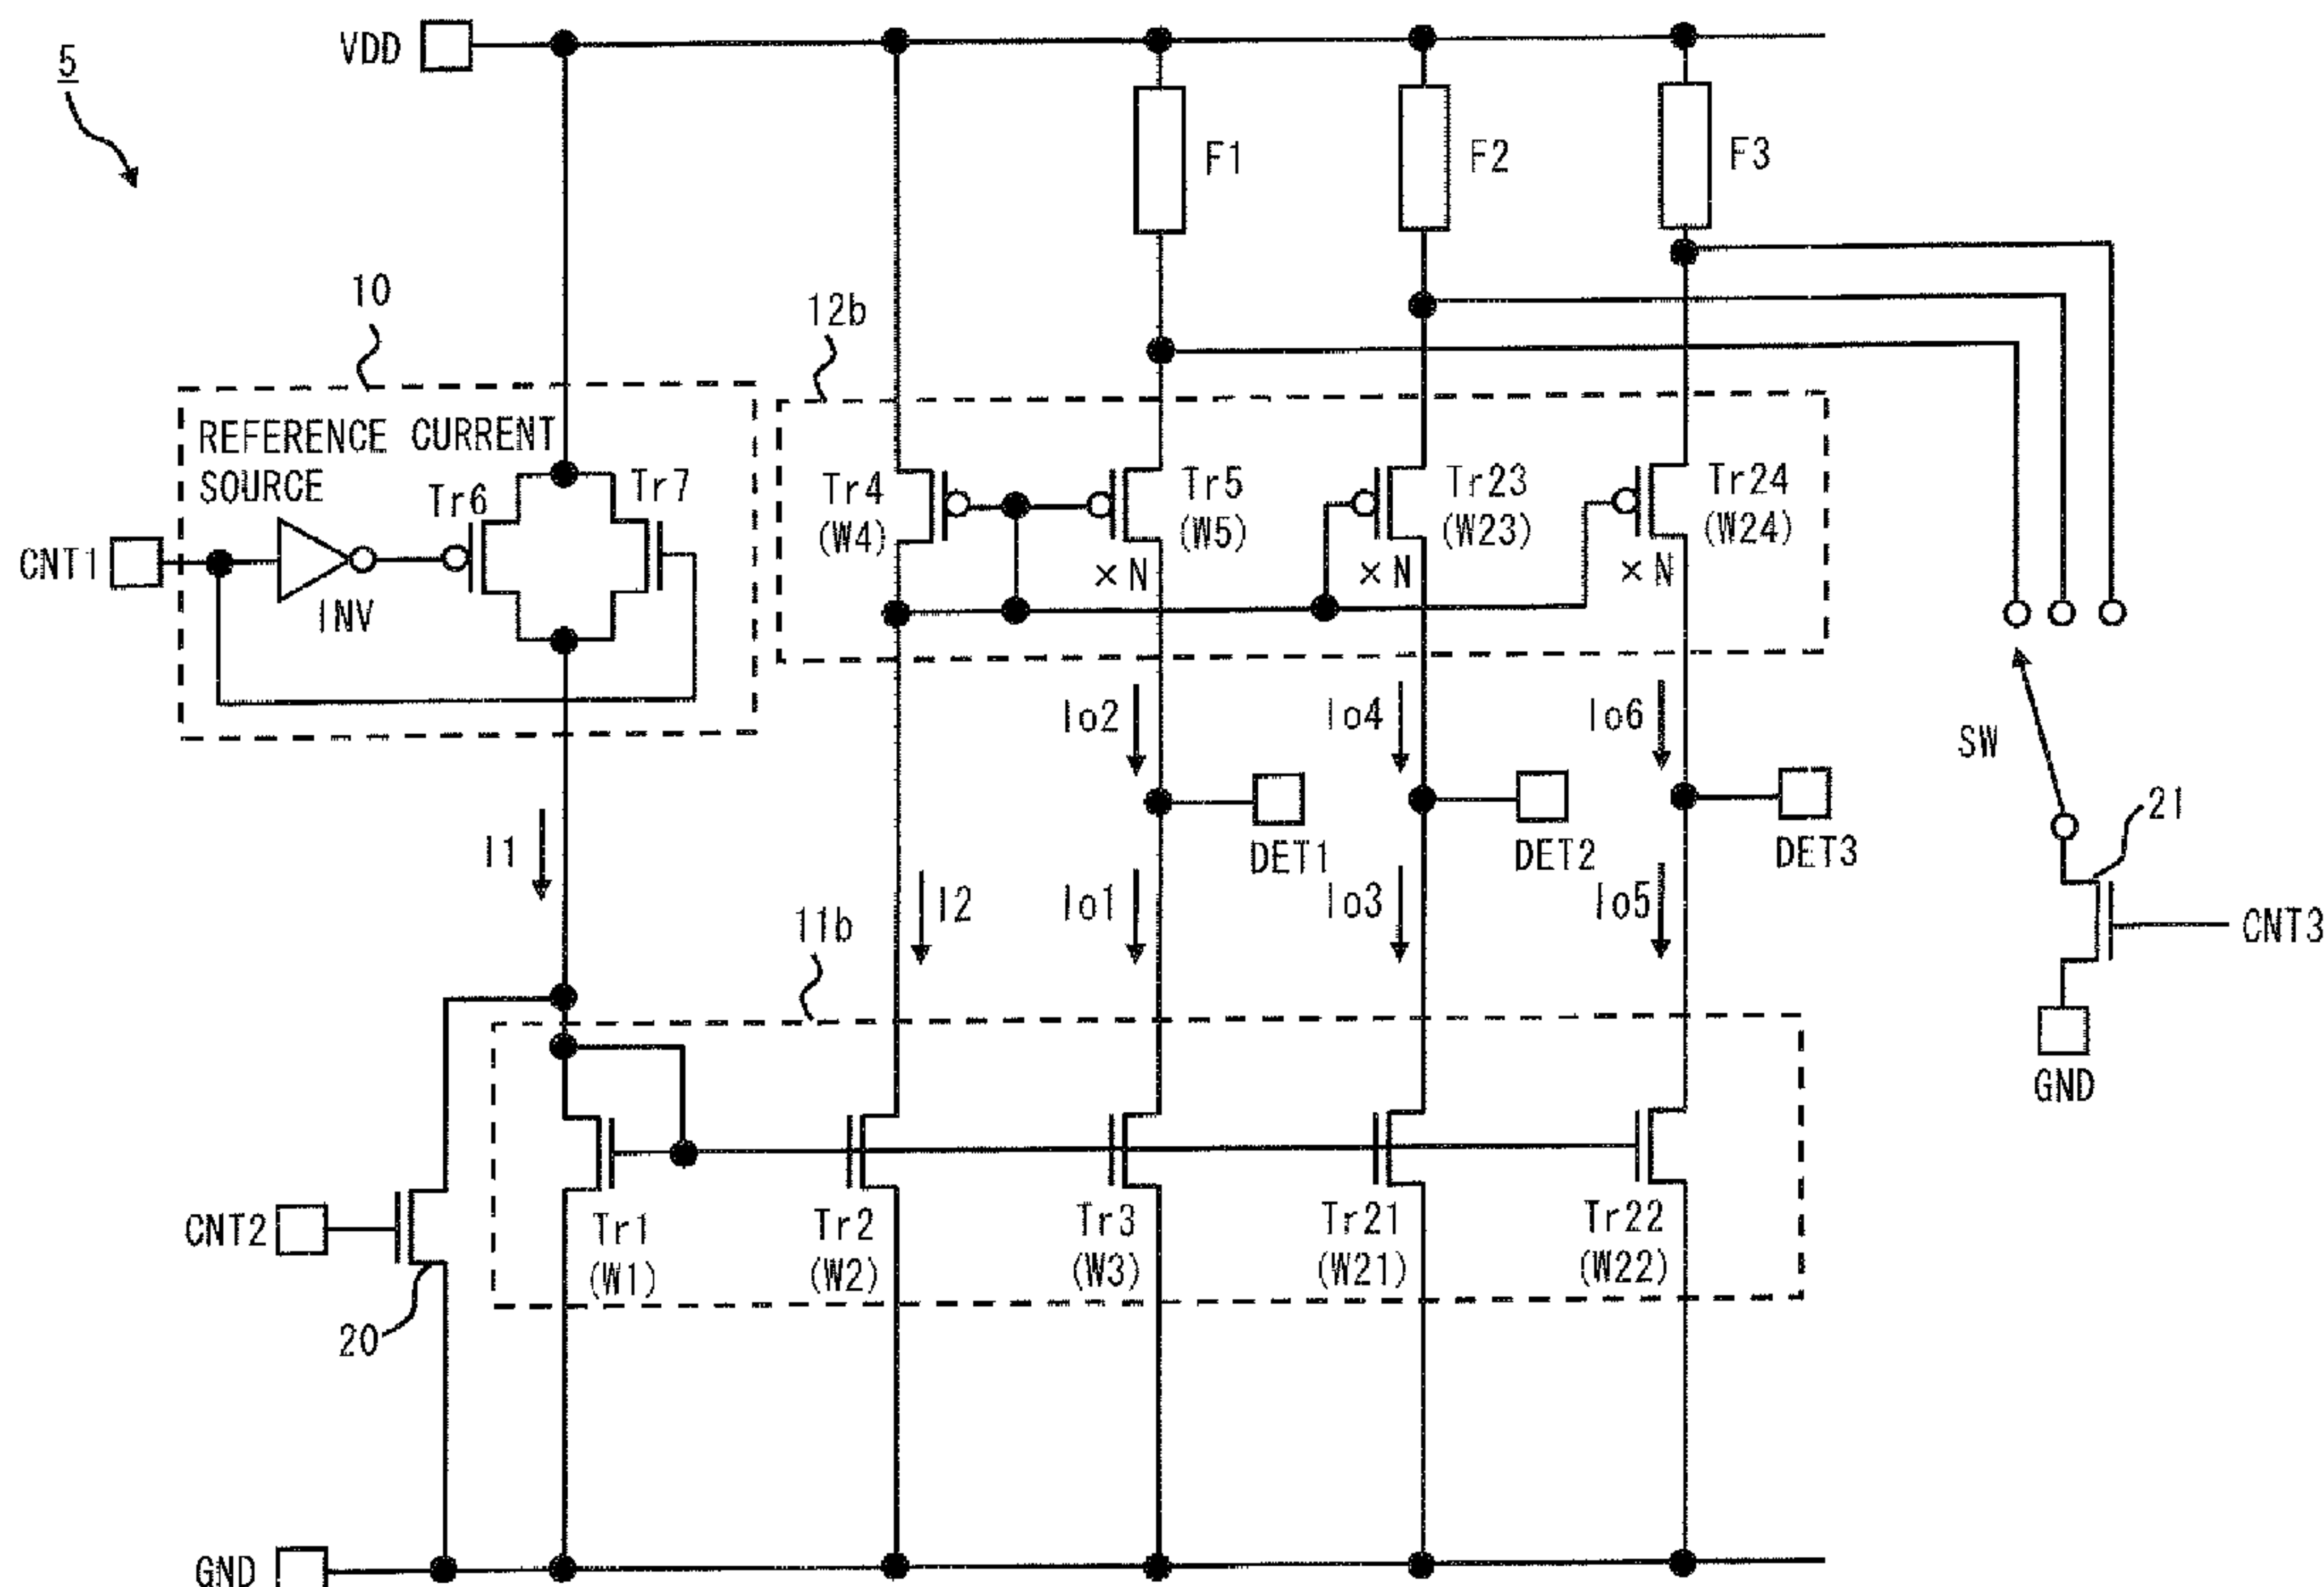 5
VDD
F1
F2
F3
10
12b
REFERENCE CURRENT
SOURCE
Tr6
Tr7
Tr4
(W4)
Tr5
(W5)
×N
Tr23
(W23)
×N
Tr24
(W24)
×N
CNT1
INV
Io2
Io4
Io6
SW
21
I1
DET1
DET2
DET3
11b
I2
Io1
Io3
Io5
CNT3
GND
CNT2
Tr1
(W1)
Tr2
(W2)
Tr3
(W3)
Tr21
(W21)
Tr22
(W22)
20
GND